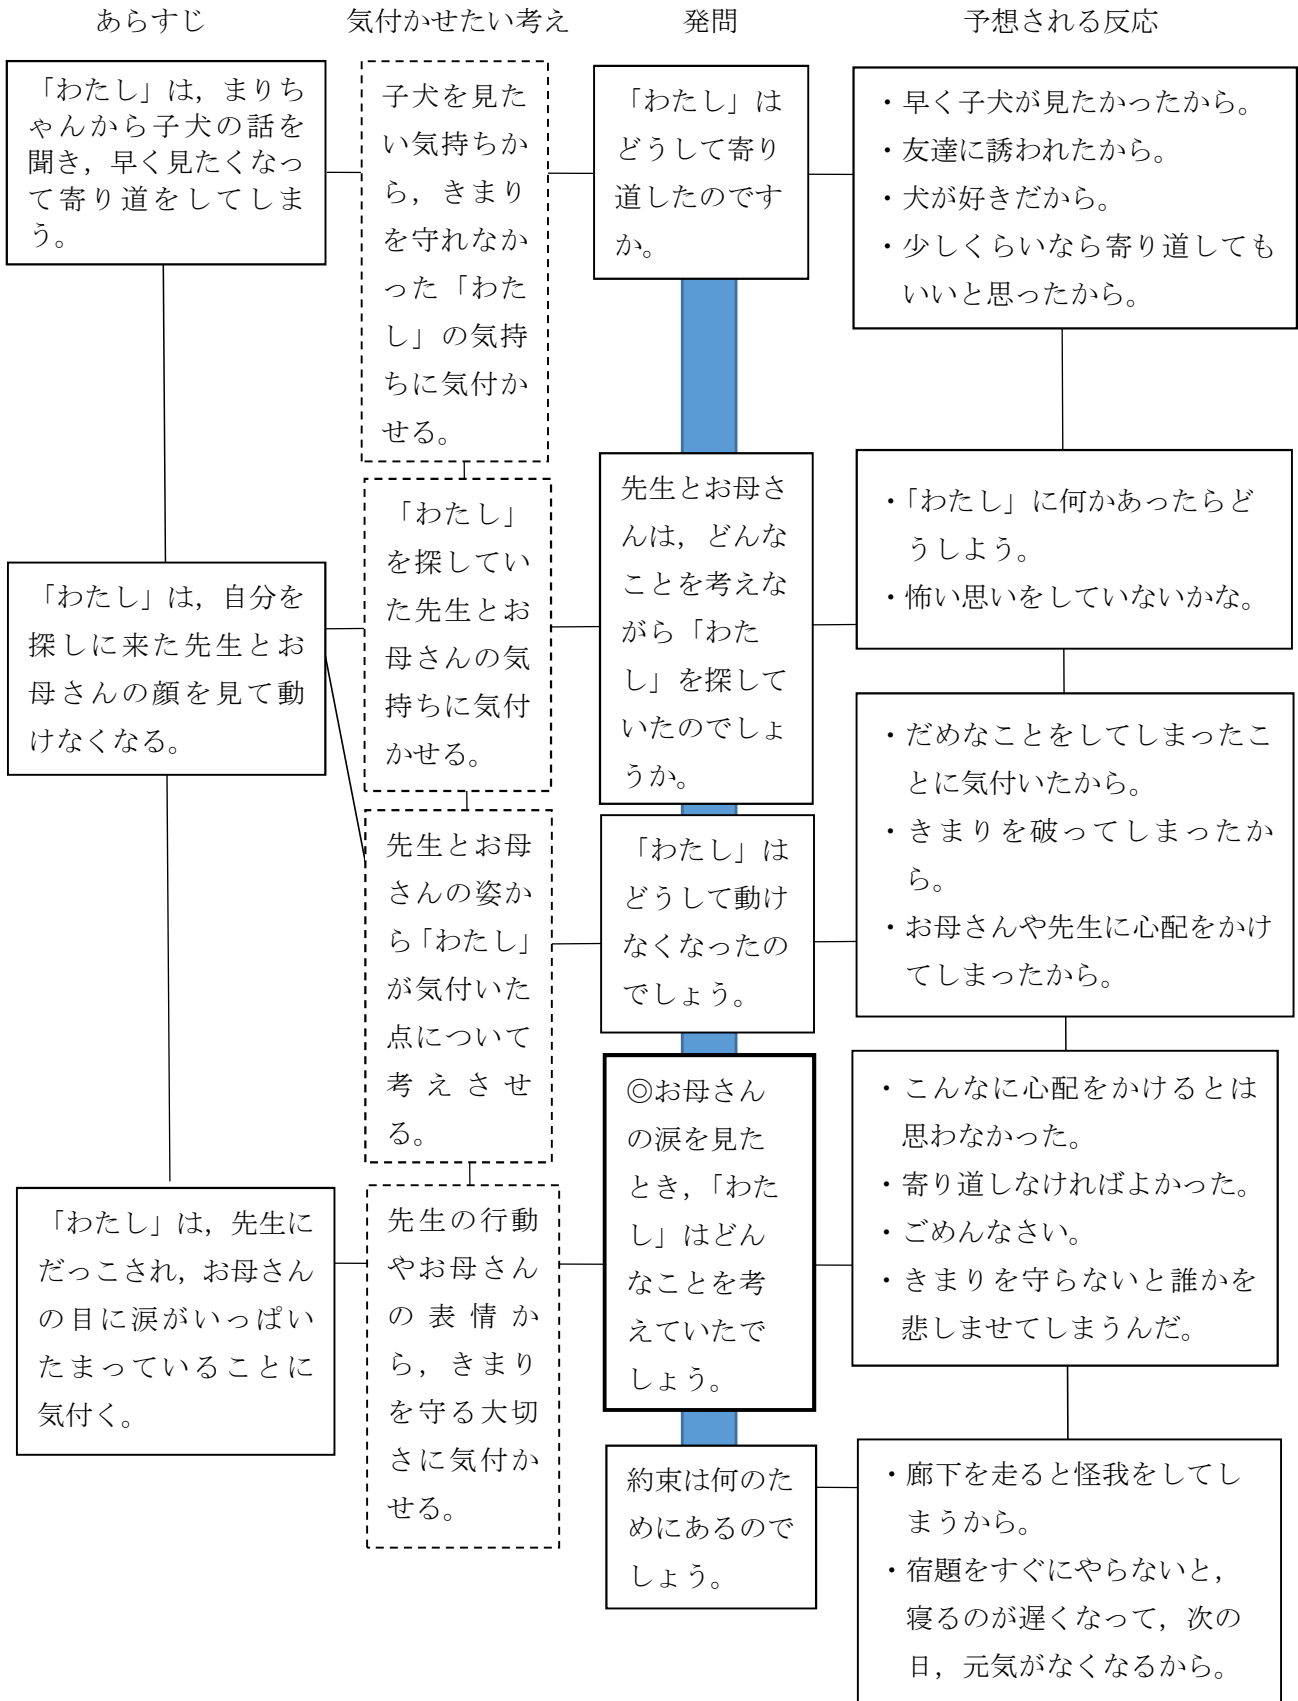 あらすじ
気付かせたい考え
発問
予想される反応
「わたし」は，まりち
ゃんから子犬の話を
聞き，早く見たくなっ
て寄り道をしてしま
う。
子犬を見た
い気持ちか
ら，きまり
を守れなか
った「わた
し」の気持
ちに気付か
せる。
「わたし」は
どうして寄り
道したのです
か。
・早く子犬が見たかったから。
・友達に誘われたから。
・犬が好きだから。
・少しくらいなら寄り道しても
いいと思ったから。
「わたし」は，自分を
探しに来た先生とお
母さんの顔を見て動
けなくなる。
「わたし」
を探してい
た先生とお
母さんの気
持ちに気付
かせる。
先生とお母さ
んは，どんな
ことを考えな
がら「わた
し」を探して
いたのでしょ
うか。
・「わたし」に何かあったらど
うしよう。
・怖い思いをしていないかな。
先生とお母
さんの姿か
ら「わたし」
が気付いた
点について
考えさせ
る。
「わたし」は
どうして動け
なくなったの
でしょう。
・だめなことをしてしまったこ
とに気付いたから。
・きまりを破ってしまったか
ら。
・お母さんや先生に心配をかけ
てしまったから。
「わたし」は，先生に
だっこされ，お母さん
の目に涙がいっぱい
たまっていることに
気付く。
先生の行動
やお母さん
の表情か
ら，きまり
を守る大切
さに気付か
せる。
◎お母さん
の涙を見た
とき，「わた
し」はどん
なことを考
えていたで
しょう。
・こんなに心配をかけるとは
思わなかった。
・寄り道しなければよかった。
・ごめんなさい。
・きまりを守らないと誰かを
悲しませてしまうんだ。
約束は何のた
めにあるので
しょう。
・廊下を走ると怪我をしてし
まうから。
・宿題をすぐにやらないと，
寝るのが遅くなって，次の
日，元気がなくなるから。